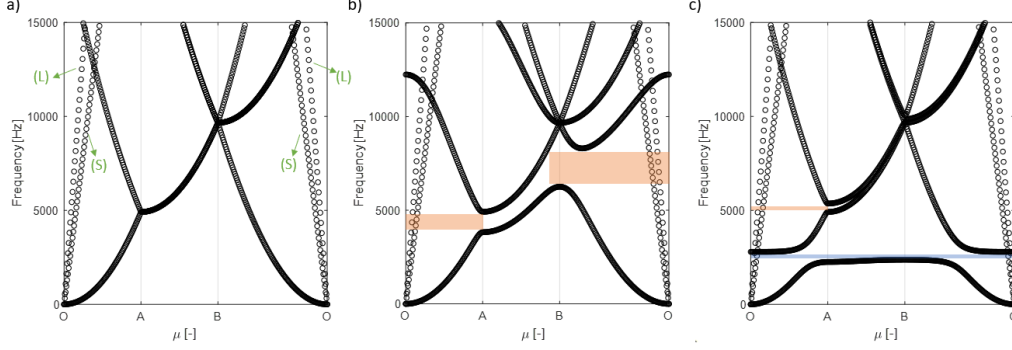 a)
15000
10000
5000
0
Frequency [Hz]
(L)
(S)
(S)
(L)
O A B O
μ [-]
b)
15000
10000
5000
0
Frequency [Hz]
O A B O
μ [-]
c)
15000
10000
5000
0
Frequency [Hz]
O A B O
μ [-]